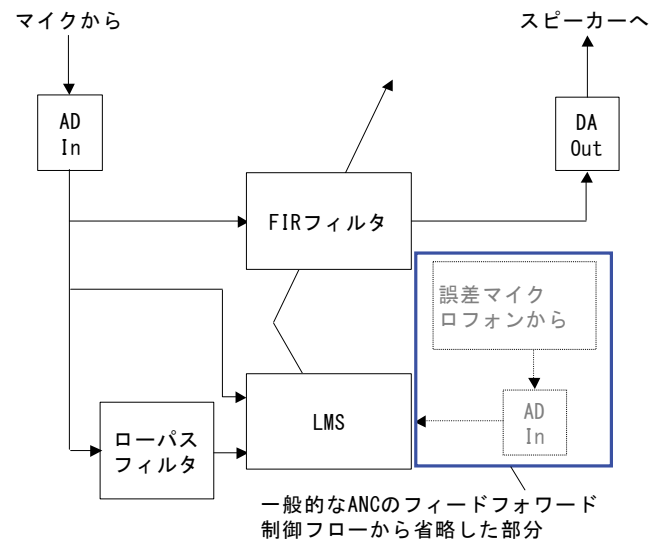 マイクから
スピーカーへ
AD
In
DA
Out
FIRフィルタ
誤差マイク
ロフォンから
AD
In
LMS
ローパス
フィルタ
一般的なANCのフィードフォワード
制御フローから省略した部分